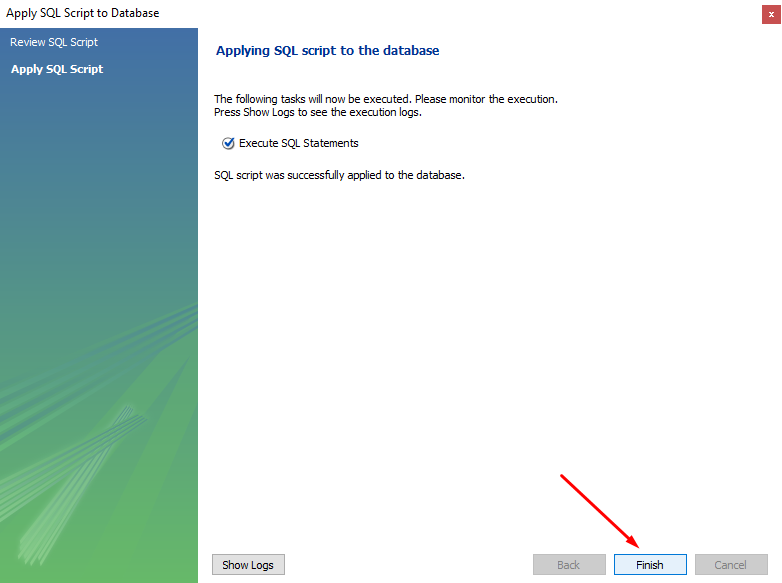 Apply SQL Script to Database
x
Review SQL Script
Apply SQL Script
Applying SQL script to the database
The following tasks will now be executed. Please monitor the execution.
Press Show Logs to see the execution logs.
Execute SQL Statements
SQL script was successfully applied to the database.
Show Logs
Back
Finish
Cancel